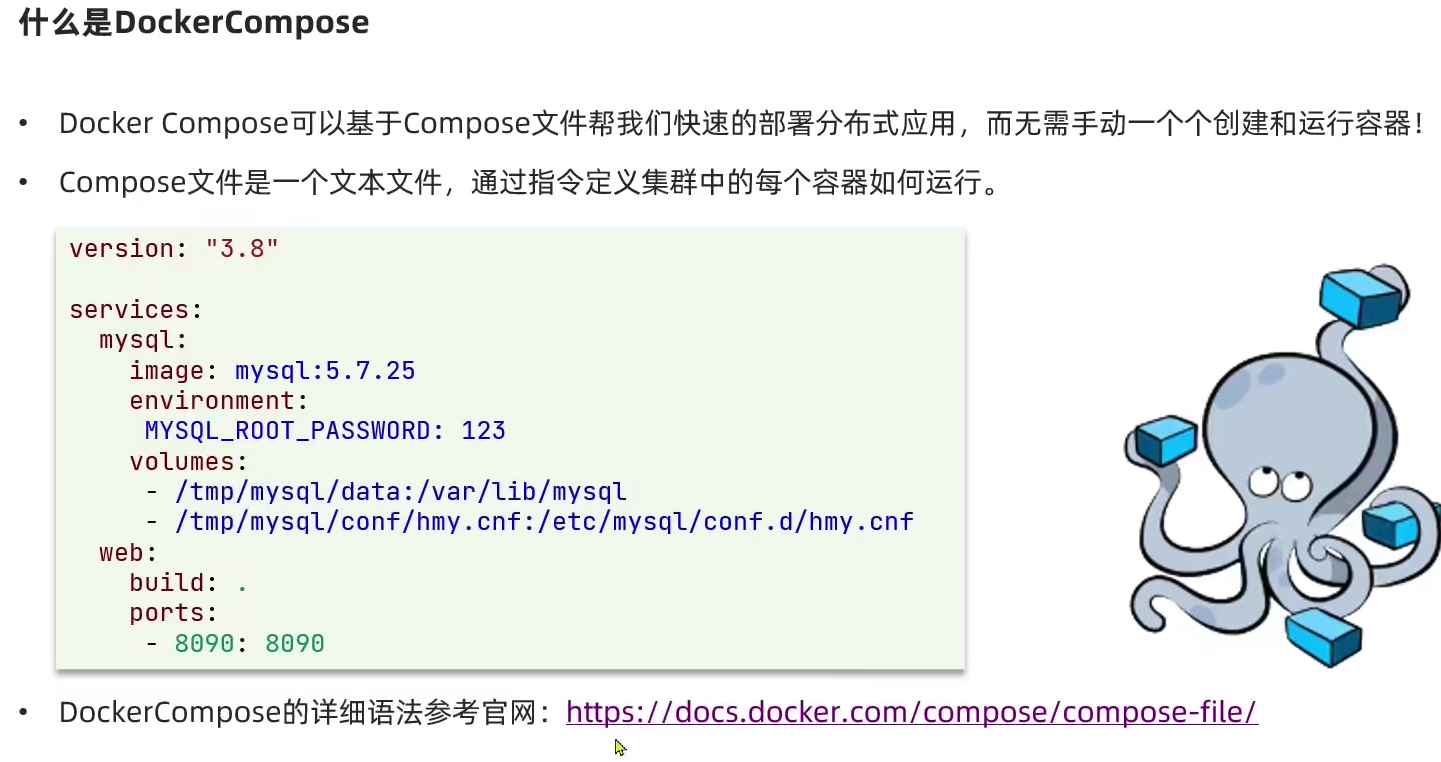 什么是DockerCompose
• Docker Compose可以基于Compose文件帮我们快速的部署分布式应用，而无需手动一个个创建和运行容器！
• Compose文件是一个文本文件，通过指令定义集群中的每个容器如何运行。
version: "3.8"
services:
  mysql:
    image: mysql:5.7.25
    environment:
     MYSQL_ROOT_PASSWORD: 123
    volumes:
     - /tmp/mysql/data:/var/lib/mysql
     - /tmp/mysql/conf/hmy.cnf:/etc/mysql/conf.d/hmy.cnf
  web:
    build: .
    ports:
     - 8090: 8090
• DockerCompose的详细语法参考官网：https://docs.docker.com/compose/compose-file/